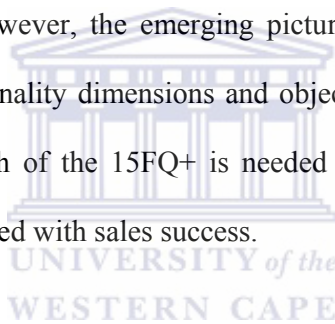 wever, the emerging pictur
nality dimensions and objec
h of the 15FQ+ is needed
ed with sales success.
UNIVERSITY of the
WESTERN CAPE